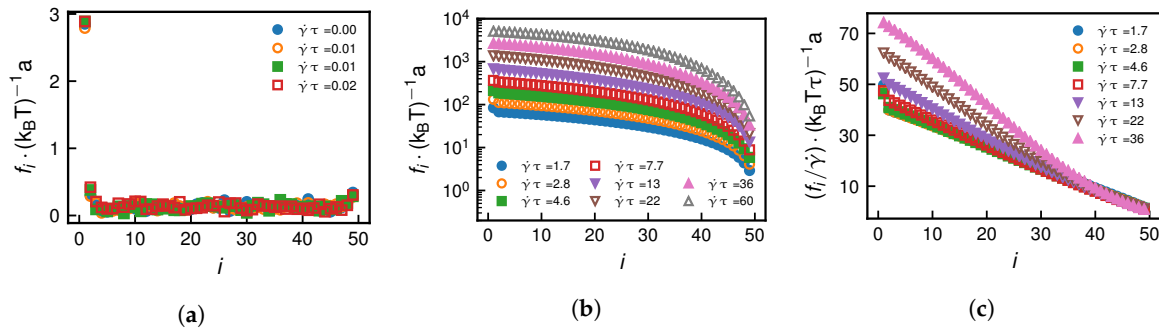 3
2
1
0
0
10
20
30
40
50
f_i·(k_BT)^{-1}a
i
γ̇ τ =0.00
γ̇ τ =0.01
γ̇ τ =0.01
γ̇ τ =0.02
(a)
10^4
10^3
10^2
10^1
10^0
0
10
20
30
40
50
f_i·(k_BT)^{-1}a
i
γ̇ τ =1.7
γ̇ τ =2.8
γ̇ τ =4.6
γ̇ τ =7.7
γ̇ τ =13
γ̇ τ =22
γ̇ τ =36
γ̇ τ =60
(b)
70
50
30
10
0
10
20
30
40
50
(f_i/γ̇)·(k_BTτ)^{-1}a
i
γ̇ τ =1.7
γ̇ τ =2.8
γ̇ τ =4.6
γ̇ τ =7.7
γ̇ τ =13
γ̇ τ =22
γ̇ τ =36
(c)